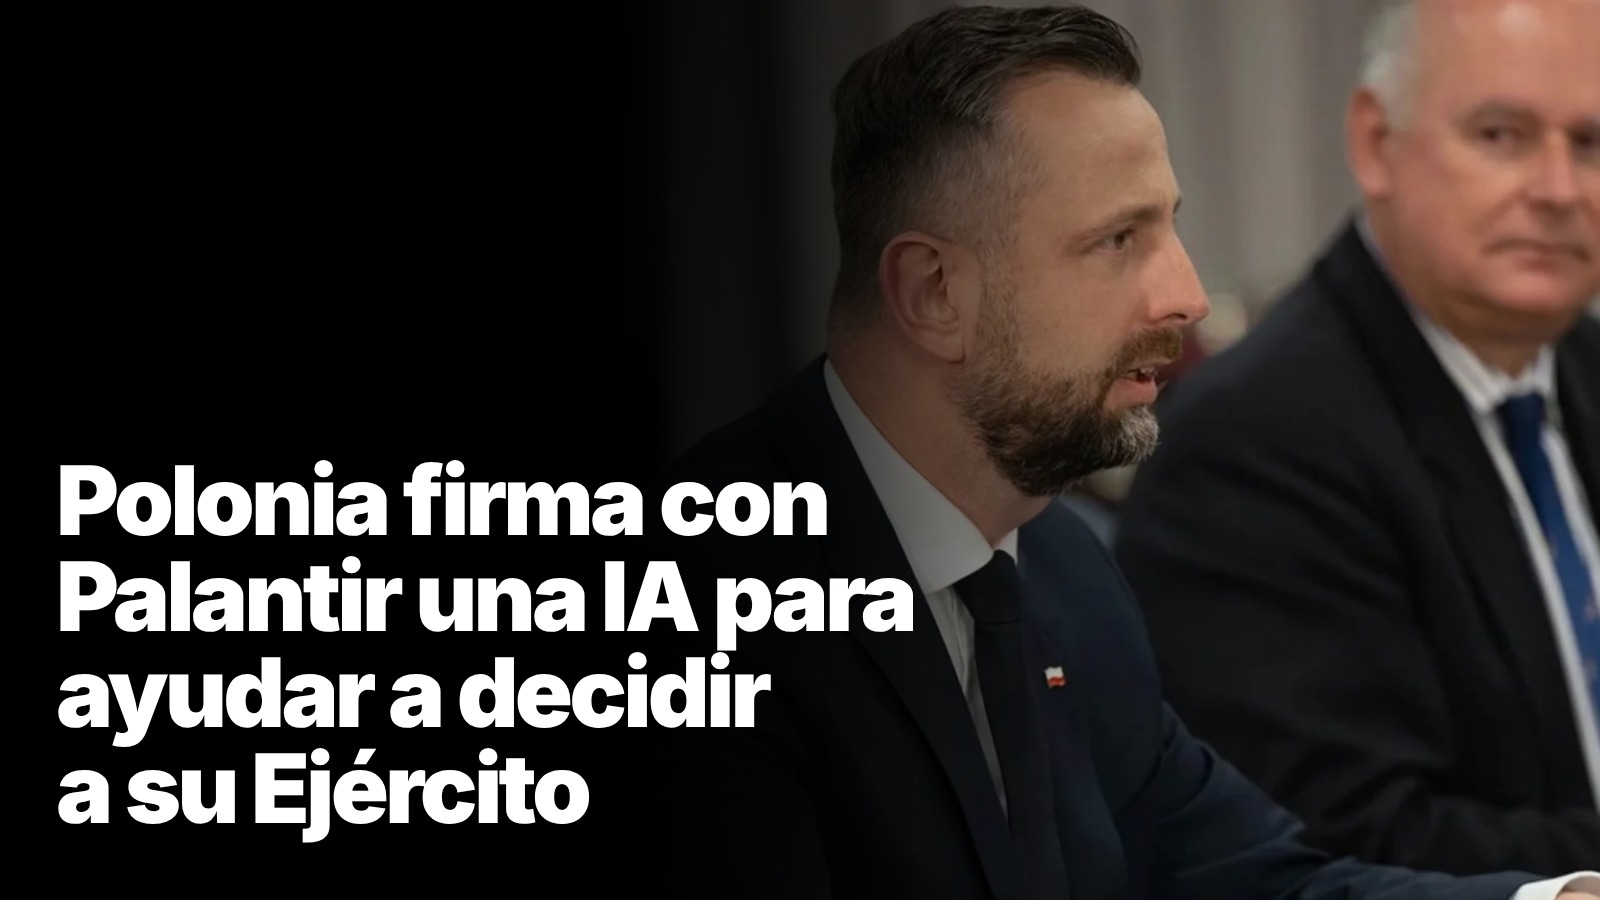 Polonia firma con
Palantir una IA para
ayudar a decidir
a su Ejército